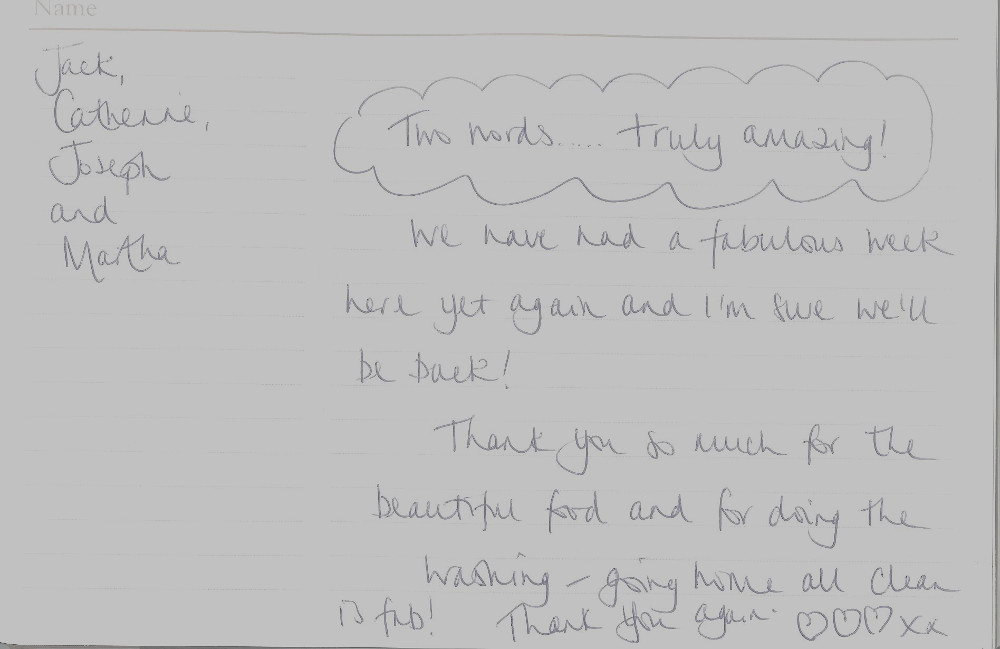 Name
Jack,
Catherine,
Joseph
and
Martha
Two words..... truly amazing!
We have had a fabulous week
here yet again and I'm sure we'll
be back!
Thank you so much for the
beautiful food and for doing the
washing – going home all clean
is fab! Thank you again. ♡♡♡xx